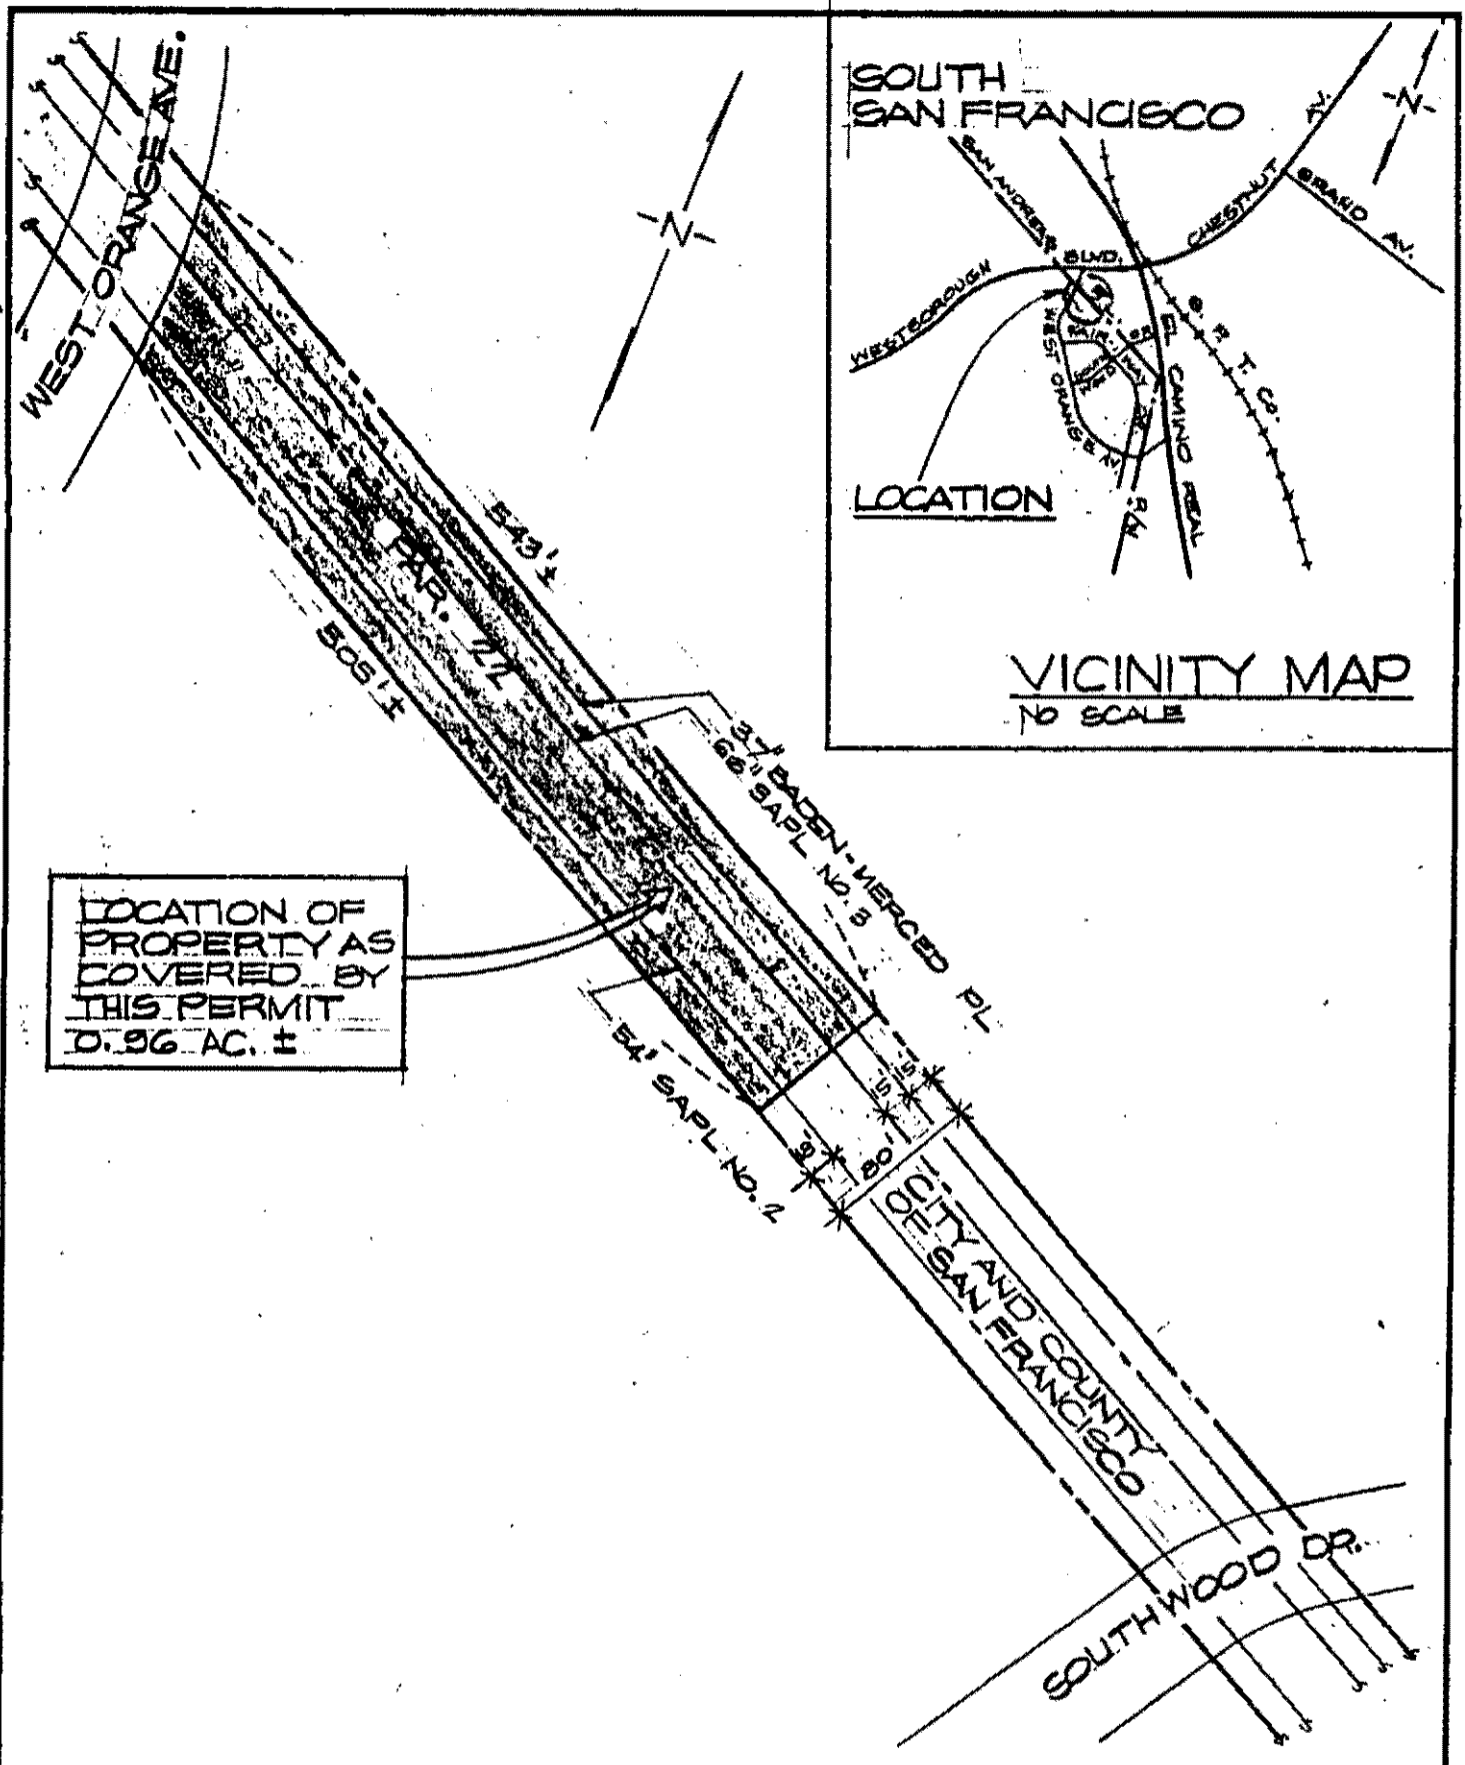 WEST ORANGE AVE.
-N-
543' ±
PAR. 22
505' ±
37" BADEN-MERCED PL
66" SAPL NO. 3
LOCATION OF
PROPERTY AS
COVERED BY
THIS PERMIT
0.96 AC. ±
54" SAPL NO. 2
15'
15'
80'
CITY AND COUNTY
OF SAN FRANCISCO
SOUTHWOOD DR.
SOUTH
SAN FRANCISCO
-N-
SAN ANDREAS
CHESTNUT AV.
GRAND AV.
WESTBOROUGH BLVD.
WEST ORANGE AV.
EL CAMINO REAL
R/W
LOCATION
VICINITY MAP
NO SCALE